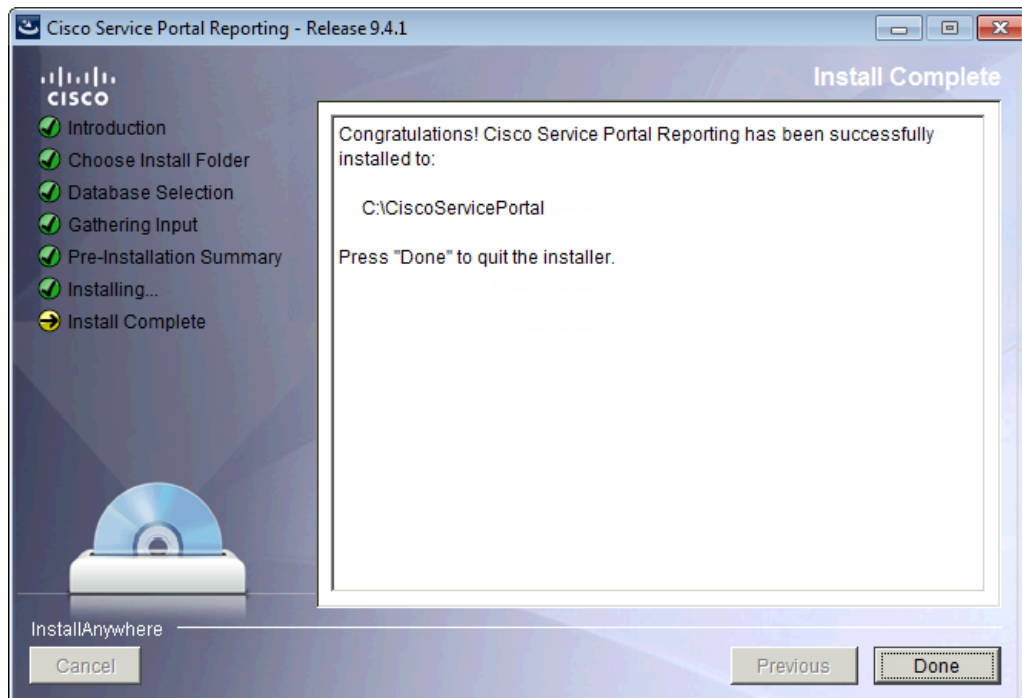 Cisco Service Portal Reporting - Release 9.4.1
CISCO
Install Complete
Introduction
Choose Install Folder
Database Selection
Gathering Input
Pre-Installation Summary
Installing...
Install Complete
Congratulations! Cisco Service Portal Reporting has been successfully
installed to:
C:\CiscoServicePortal
Press "Done" to quit the installer.
InstallAnywhere
Cancel
Previous
Done